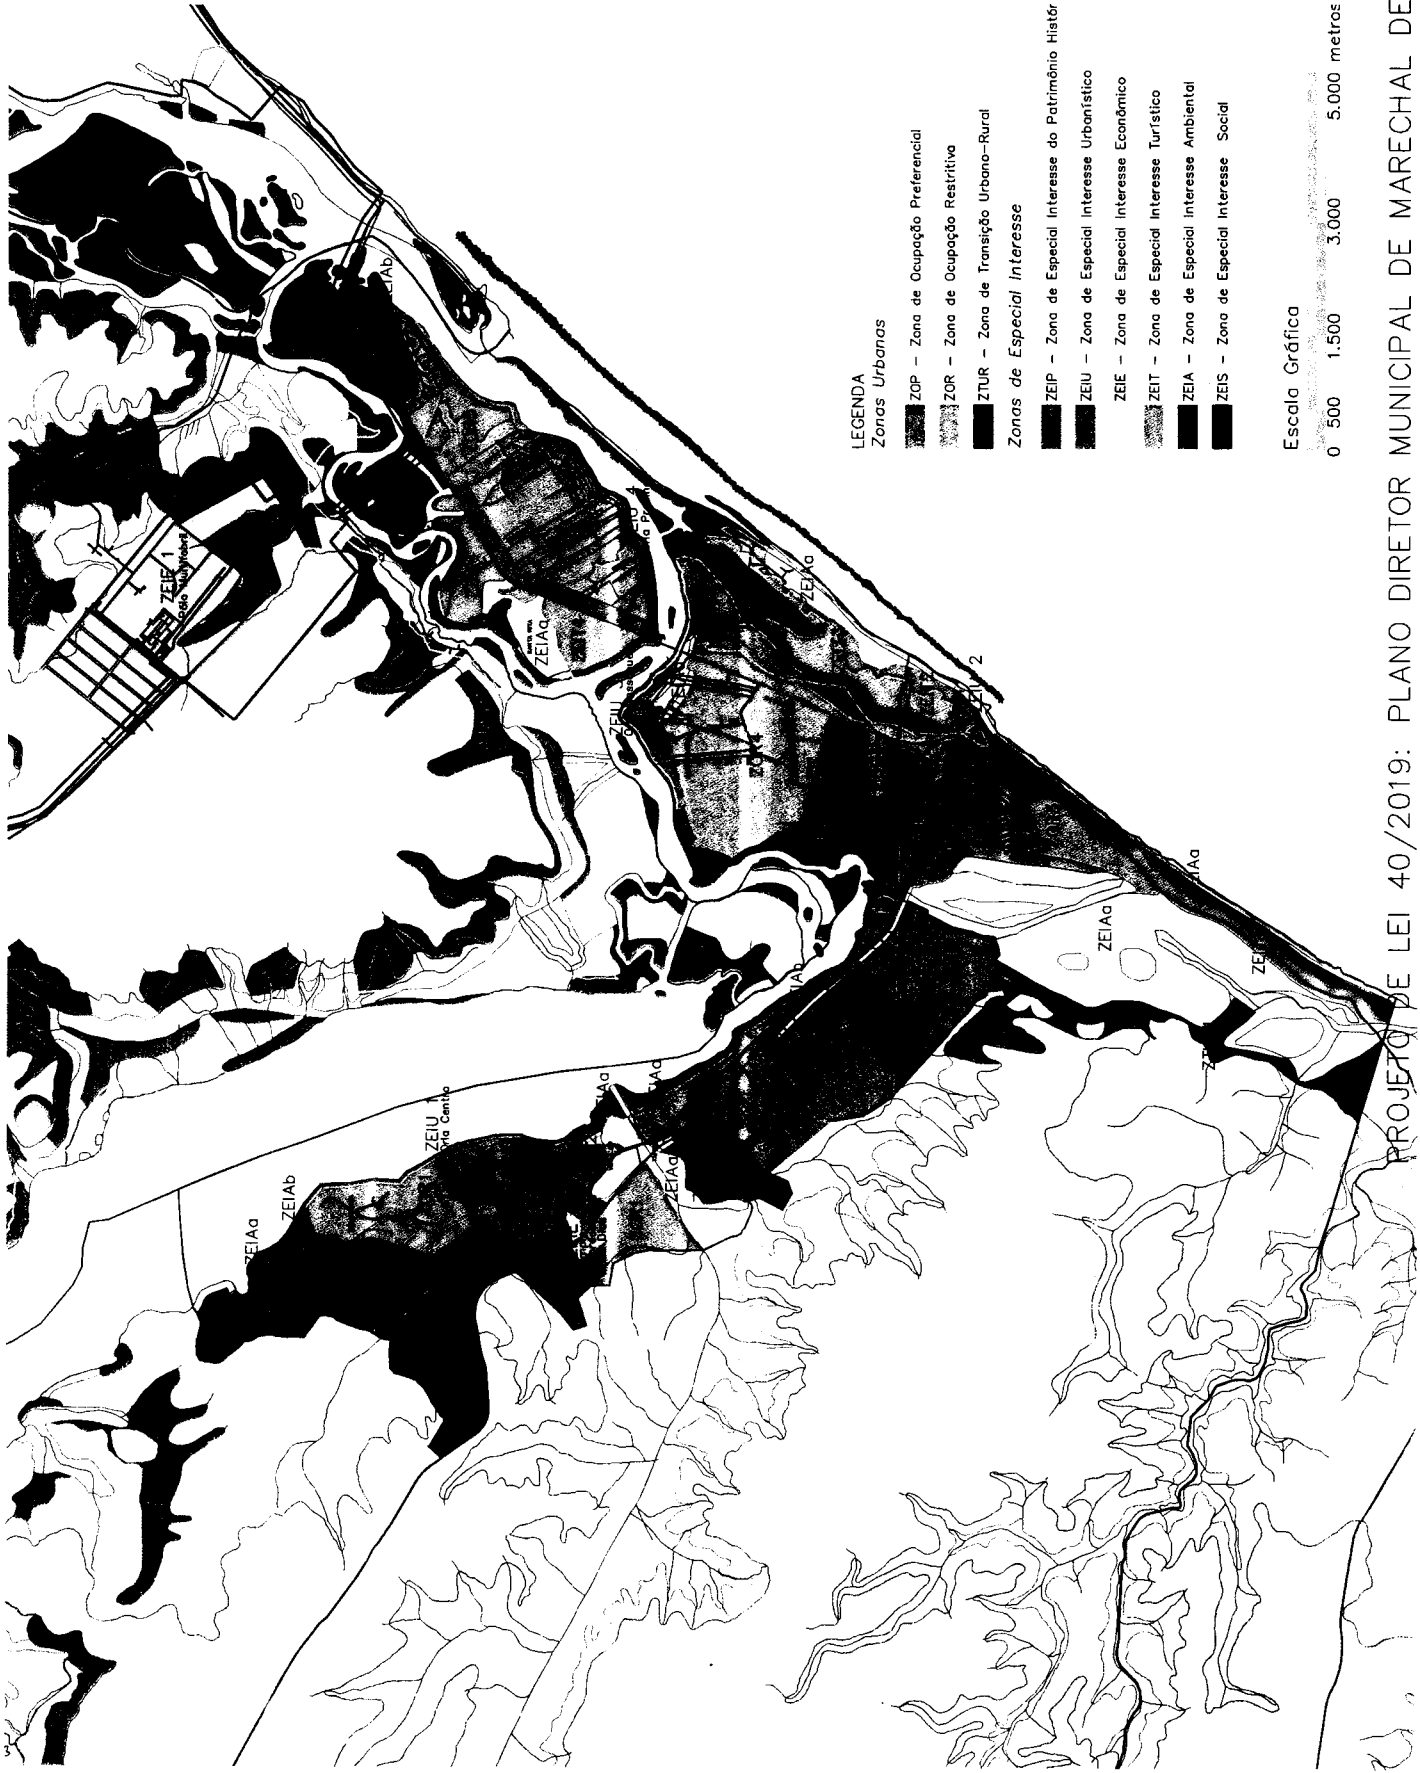 LEGENDA
Zonas Urbanas
ZOP - Zona de Ocupação Preferencial
ZOR - Zona de Ocupação Restritiva
ZTUR - Zona de Transição Urbano-Rural
Zonas de Especial Interesse
ZEIP - Zona de Especial Interesse do Patrimônio Histór
ZEIU - Zona de Especial Interesse Urbanístico
ZEIE - Zona de Especial Interesse Econômico
ZEIT - Zona de Especial Interesse Turístico
ZEIA - Zona de Especial Interesse Ambiental
ZEIS - Zona de Especial Interesse Social
Escala Gráfica
0 500 1.500 3.000 5.000 metros
PROJETO DE LEI 40/2019: PLANO DIRETOR MUNICIPAL DE MARECHAL DE
ZEIE 1
ZEIAa
ZEIU
ZEIAa
ZEIU 2
ZEIAa
ZEIU
Centro
ZEIAb
ZEIAa
ZEIAa